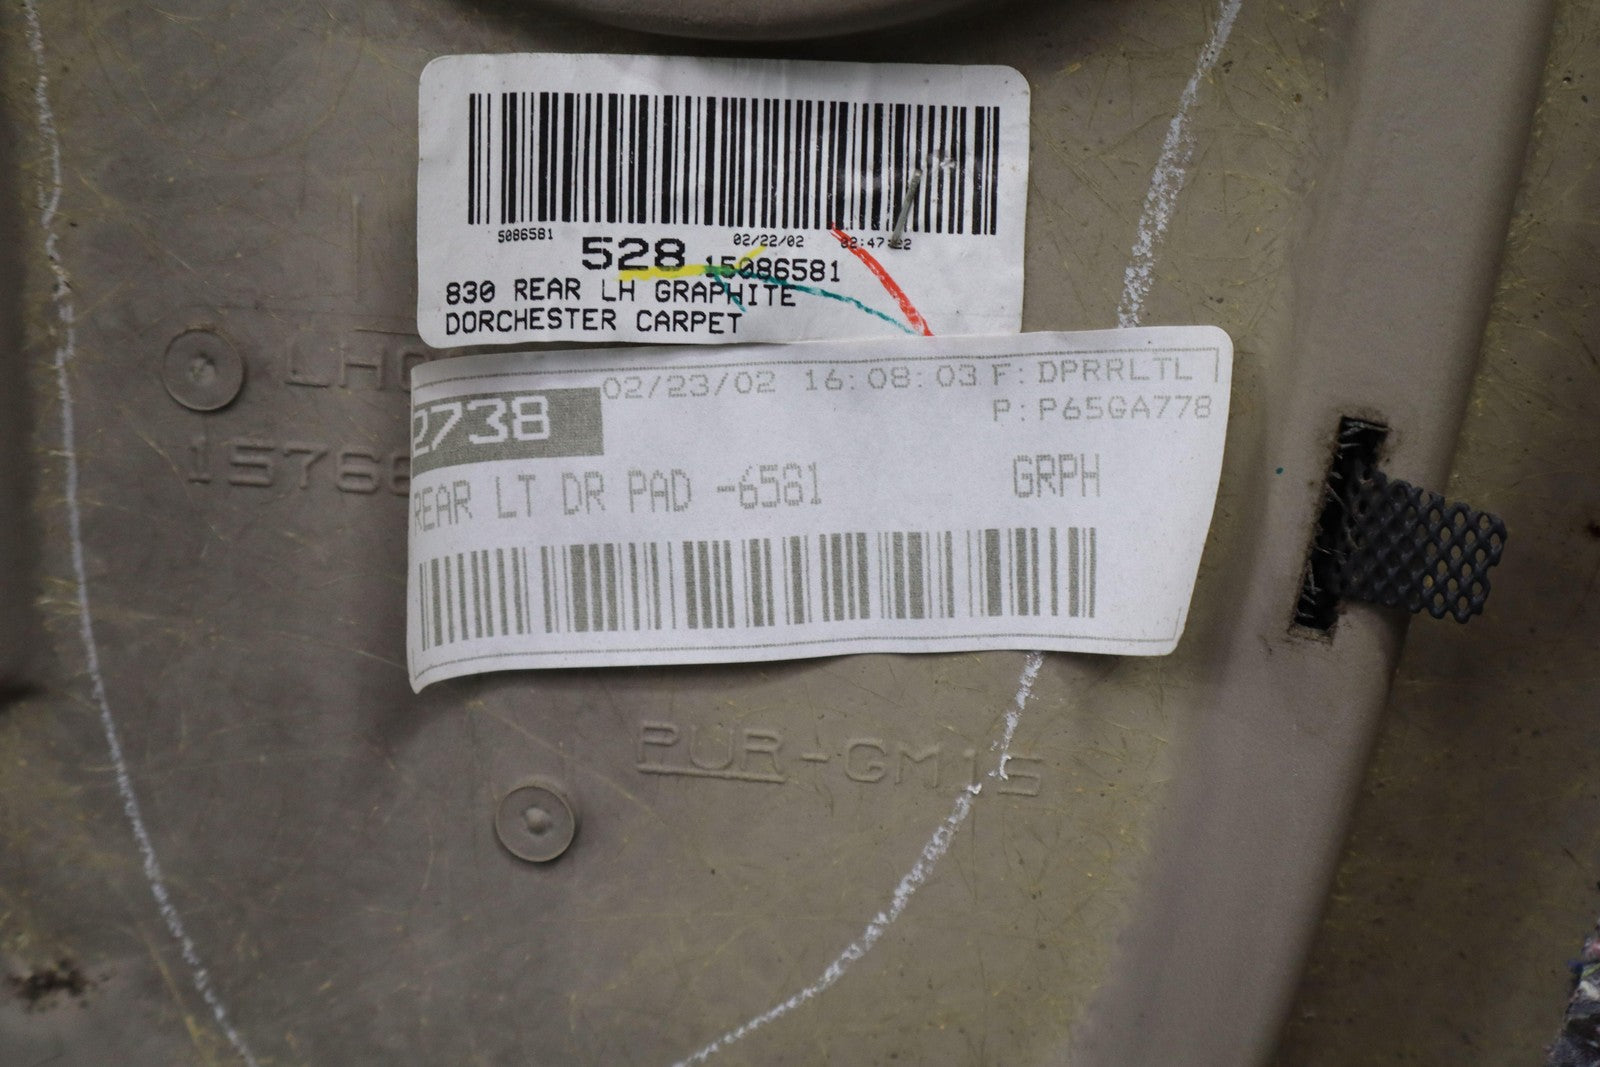 5086581
528
02/22/02
02:47:22
15086581
830 REAR LH GRAPHITE
DORCHESTER CARPET
02/23/02 16:08:03 F: DPRRLTL
P: P65GA778
2738
REAR LT DR PAD -6581 GRPH
PUR-GM15